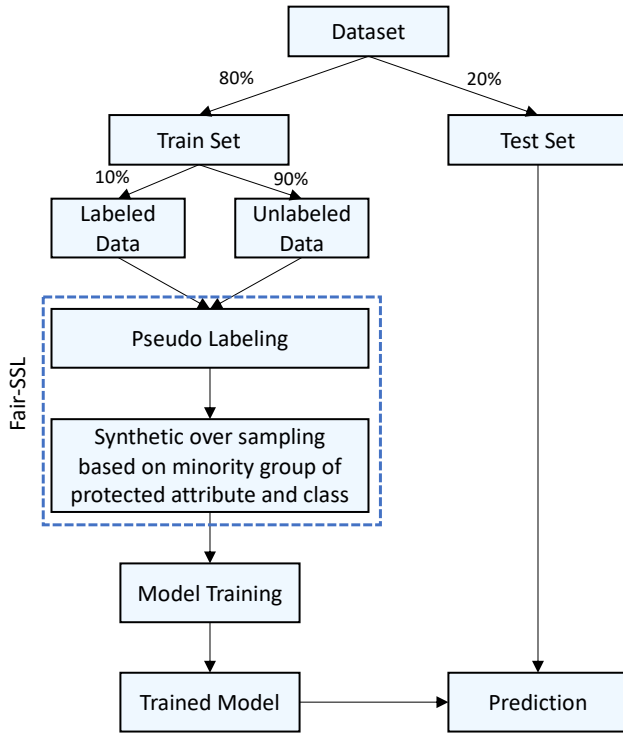 Dataset
80%
20%
Train Set
Test Set
10%
90%
Labeled
Data
Unlabeled
Data
Fair-SSL
Pseudo Labeling
Synthetic over sampling
based on minority group of
protected attribute and class
Model Training
Trained Model
Prediction